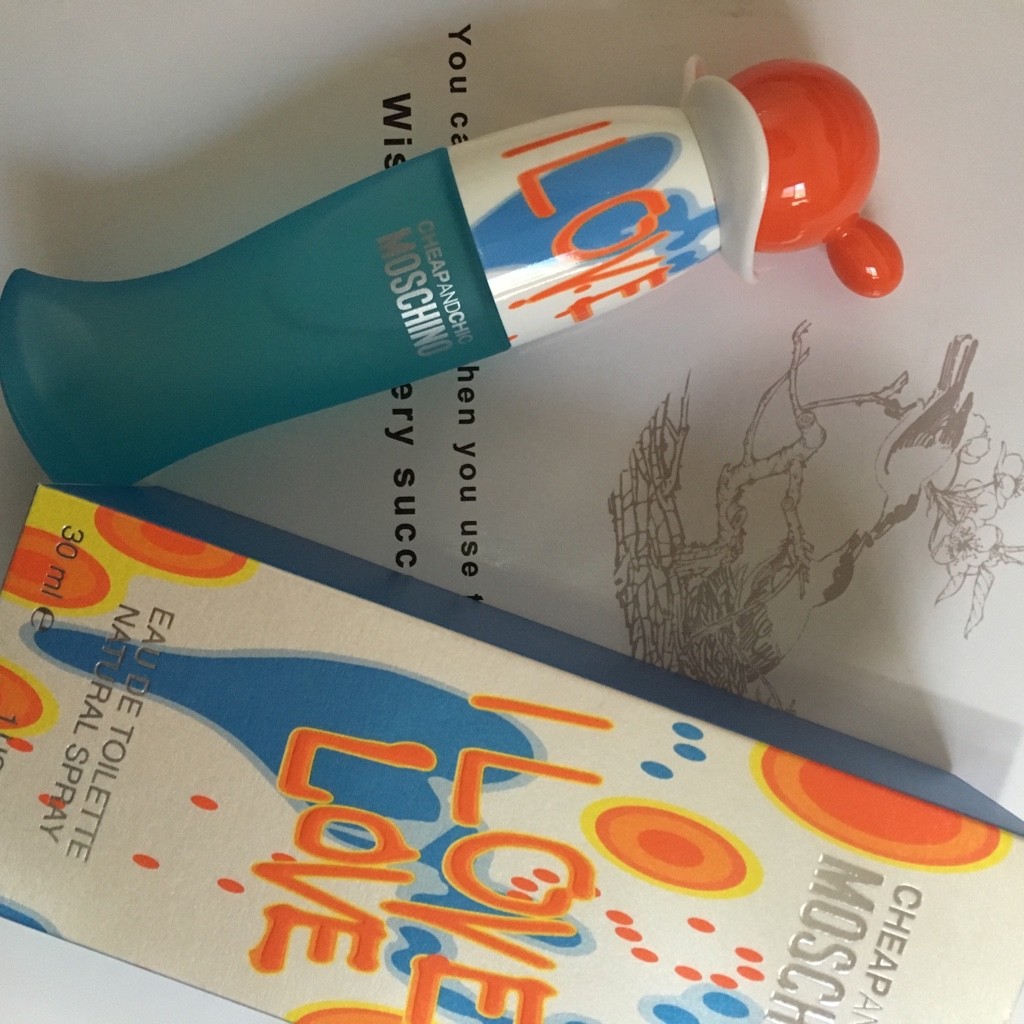 You ca
hen you use t
Wis
ery succ
I LOVE
CHEAPANDCHIC
MOSCHINO
CHEAPA
MOSCH
I LOVE
LOVE
EAU DE TOILETTE
NATURAL SPRAY
30 ml e